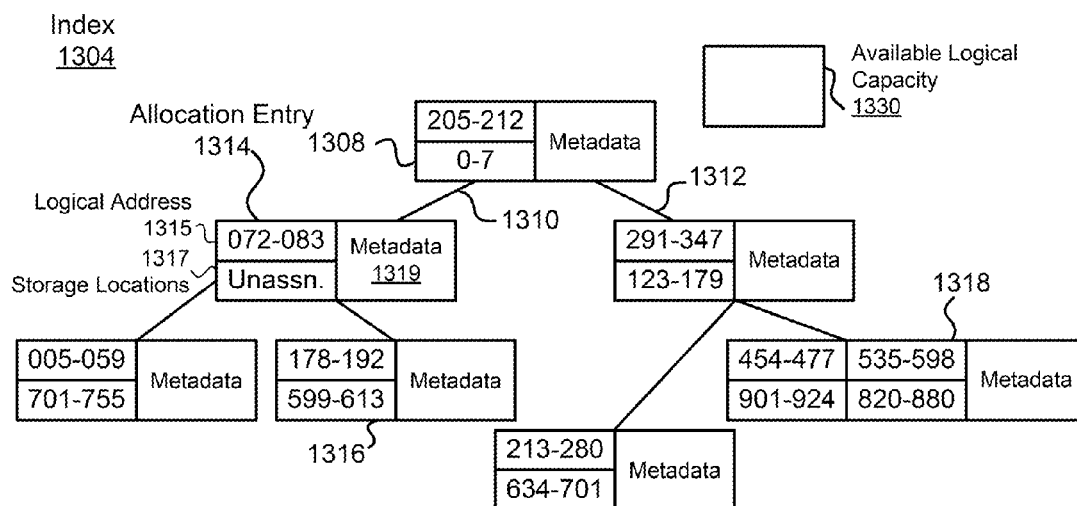 Index
1304
Available Logical
Capacity
1330
Allocation Entry
1314
1308
205-212
0-7
Metadata
1310
1312
Logical Address
1315
1317
Storage Locations
072-083
Unassn.
Metadata
1319
291-347
123-179
Metadata
1318
005-059
701-755
Metadata
178-192
599-613
Metadata
1316
454-477
535-598
901-924
820-880
Metadata
213-280
634-701
Metadata